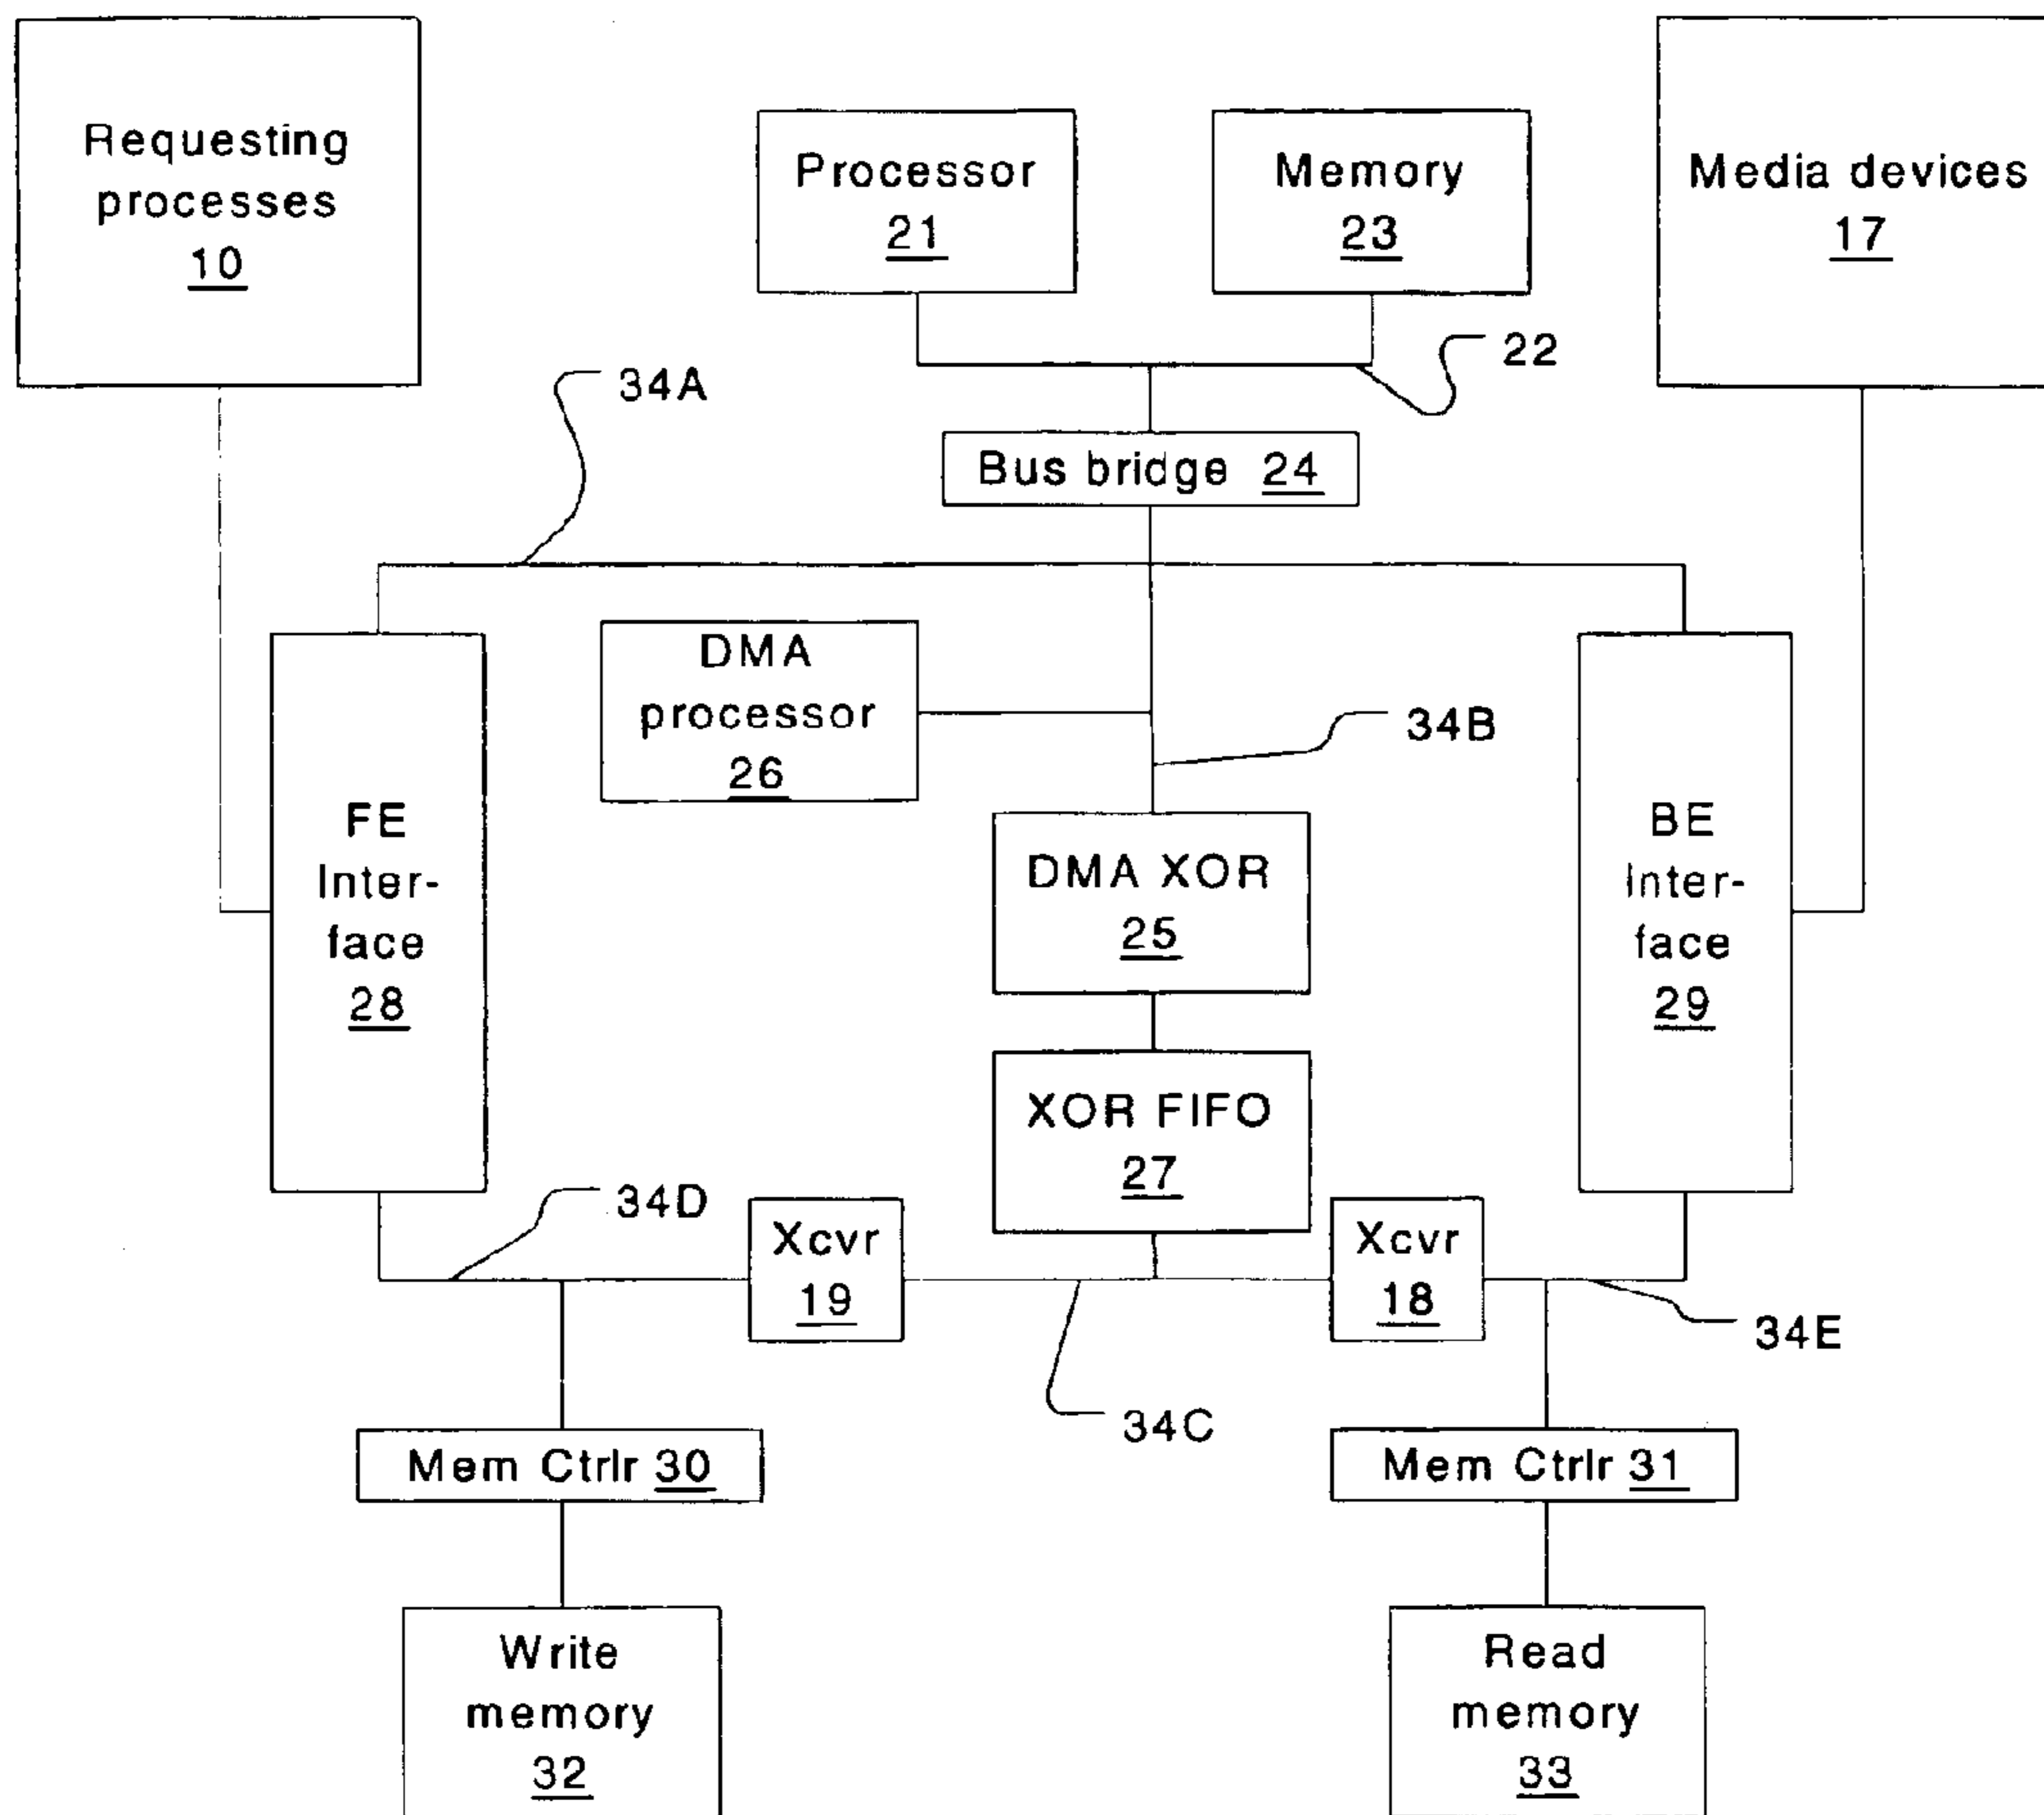 Requesting
processes
10
Processor
21
Memory
23
Media devices
17
22
34A
Bus bridge 24
DMA
processor
26
34B
FE
Inter-
face
28
DMA XOR
25
BE
Inter-
face
29
XOR FIFO
27
34D
Xcvr
19
Xcvr
18
34E
34C
Mem Ctrlr 30
Mem Ctrlr 31
Write
memory
32
Read
memory
33